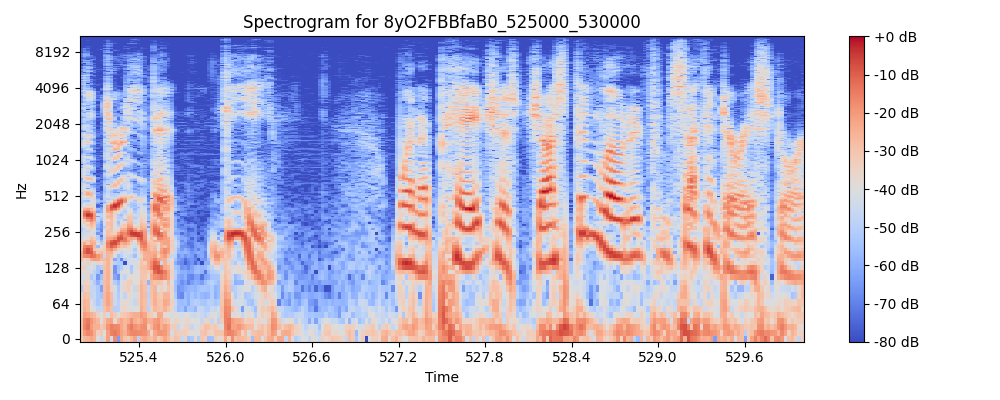 Spectrogram for 8yO2FBBfaB0_525000_530000
8192
4096
2048
1024
512
256
128
64
0
Hz
525.4
526.0
526.6
527.2
527.8
528.4
529.0
529.6
Time
+0 dB
-10 dB
-20 dB
-30 dB
-40 dB
-50 dB
-60 dB
-70 dB
-80 dB